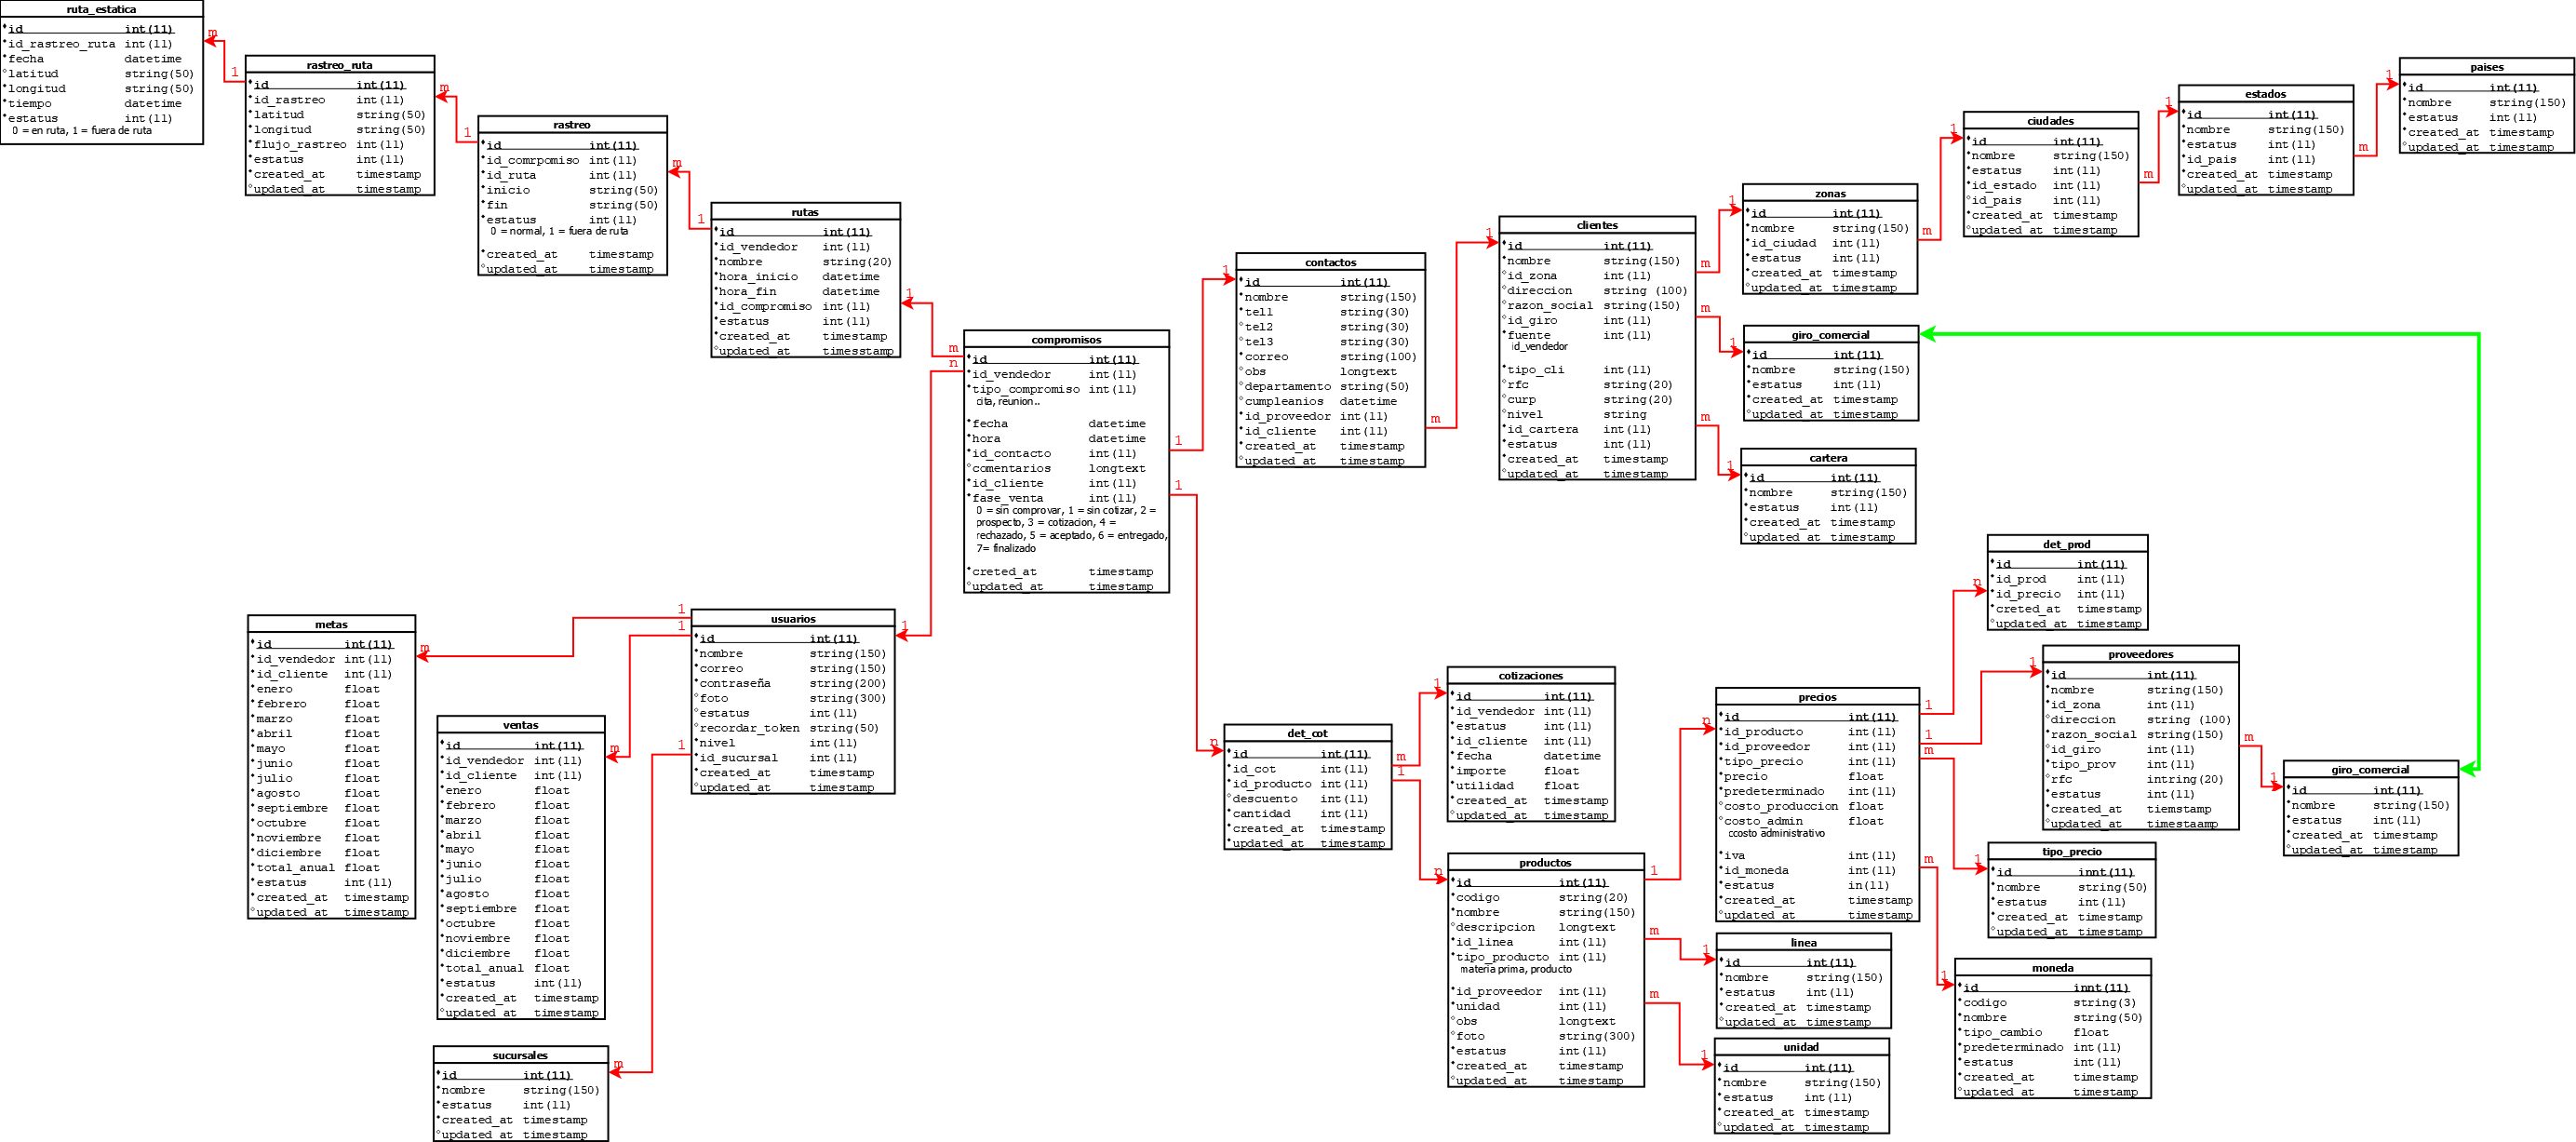 ruta_estatica
id int(11)
id_rastreo_ruta int(11)
fecha datetime
latitud string(50)
longitud string(50)
tiempo datetime
estatus int(11)
0 = en ruta, 1 = fuera de ruta
m
1
rastreo_ruta
id int(11)
id_rastreo int(11)
latitud string(50)
longitud string(50)
flujo_rastreo int(11)
estatus int(11)
created_at timestamp
updated_at timestamp
m
1
rastreo
id int(11)
id_comrpomiso int(11)
id_ruta int(11)
inicio string(50)
fin string(50)
estatus int(11)
0 = normal, 1 = fuera de ruta
created_at timestamp
updated_at timestamp
m
1
rutas
id int(11)
id_vendedor int(11)
nombre string(20)
hora_inicio datetime
hora_fin datetime
id_compromiso int(11)
estatus int(11)
created_at timestamp
updated_at timesstamp
1
m
n
compromisos
id int(11)
id_vendedor int(11)
tipo_compromiso int(11)
cita, reunion..
fecha datetime
hora datetime
id_contacto int(11)
comentarios longtext
id_cliente int(11)
fase_venta int(11)
0 = sin comprovar, 1 = sin cotizar, 2 =
prospecto, 3 = cotizacion, 4 =
rechazado, 5 = aceptado, 6 = entregado,
7= finalizado
creted_at timestamp
updated_at timestamp
1
1
1
contactos
id int(11)
nombre string(150)
tel1 string(30)
tel2 string(30)
tel3 string(30)
correo string(100)
obs longtext
departamento string(50)
cumpleanios datetime
id_proveedor int(11)
id_cliente int(11)
created_at timestamp
updated_at timestamp
m
1
clientes
id int(11)
nombre string(150)
id_zona int(11)
direccion string (100)
razon_social string(150)
id_giro int(11)
fuente int(11)
id_vendedor
tipo_cli int(11)
rfc string(20)
curp string(20)
nivel string
id_cartera int(11)
estatus int(11)
created_at timestamp
updated_at timestamp
m
m
m
1
zonas
id int(11)
nombre string(150)
id_ciudad int(11)
estatus int(11)
created_at timestamp
updated_at timestamp
m
1
ciudades
id int(11)
nombre string(150)
estatus int(11)
id_estado int(11)
id_pais int(11)
created_at timestamp
updated_at timestamp
m
1
estados
id int(11)
nombre string(150)
estatus int(11)
id_pais int(11)
created_at timestamp
updated_at timestamp
m
1
paises
id int(11)
nombre string(150)
estatus int(11)
created_at timestamp
updated_at timestamp
1
giro_comercial
id int(11)
nombre string(150)
estatus int(11)
created_at timestamp
updated_at timestamp
1
cartera
id int(11)
nombre string(150)
estatus int(11)
created_at timestamp
updated_at timestamp
metas
id int(11)
id_vendedor int(11)
id_cliente int(11)
enero float
febrero float
marzo float
abril float
mayo float
junio float
julio float
agosto float
septiembre float
octubre float
noviembre float
diciembre float
total_anual float
estatus int(11)
created_at timestamp
updated_at timestamp
m
ventas
id int(11)
id_vendedor int(11)
id_cliente int(11)
enero float
febrero float
marzo float
abril float
mayo float
junio float
julio float
agosto float
septiembre float
octubre float
noviembre float
diciembre float
total_anual float
estatus int(11)
created_at timestamp
updated_at timestamp
m
sucursales
id int(11)
nombre string(150)
estatus int(11)
created_at timestamp
updated_at timestamp
m
1
1
1
usuarios
id int(11)
nombre string(150)
correo string(150)
contraseña string(200)
foto string(300)
estatus int(11)
recordar_token string(50)
nivel int(11)
id_sucursal int(11)
created_at timestamp
updated_at timestamp
1
n
det_cot
id int(11)
id_cot int(11)
id_producto int(11)
descuento int(11)
cantidad int(11)
created_at timestamp
updated_at timestamp
m
1
1
cotizaciones
id int(11)
id_vendedor int(11)
estatus int(11)
id_cliente int(11)
fecha datetime
importe float
utilidad float
created_at timestamp
updated_at timestamp
n
productos
id int(11)
codigo string(20)
nombre string(150)
descripcion longtext
id_linea int(11)
tipo_producto int(11)
materia prima, producto
id_proveedor int(11)
unidad int(11)
obs longtext
foto string(300)
estatus int(11)
created_at timestamp
updated_at timestamp
1
m
m
n
precios
id int(11)
id_producto int(11)
id_proveedor int(11)
tipo_precio int(11)
precio float
predeterminado int(11)
costo_produccion float
costo_admin float
ccosto administrativo
iva int(11)
id_moneda int(11)
estatus in(11)
created_at timestamp
updated_at timestamp
1
1
m
m
1
linea
id int(11)
nombre string(150)
estatus int(11)
created_at timestamp
updated_at timestamp
1
unidad
id int(11)
nombre string(150)
estatus int(11)
created_at timestamp
updated_at timestamp
n
det_prod
id innt(11)
id_prod int(11)
id_precio int(11)
creted_at timestamp
updated_at timestamp
1
proveedores
id int(11)
nombre string(150)
id_zona int(11)
direccion string (100)
razon_social string(150)
id_giro int(11)
tipo_prov int(11)
rfc intring(20)
estatus int(11)
created_at tiemstamp
updated_at timestaamp
m
1
giro_comercial
id int(11)
nombre string(150)
estatus int(11)
created_at timestamp
updated_at timestamp
1
tipo_precio
id innt(11)
nombre string(50)
estatus int(11)
created_at timestamp
updated_at timestamp
1
moneda
id innt(11)
codigo string(3)
nombre string(50)
tipo_cambio float
predeterminado int(11)
estatus int(11)
created_at timestamp
updated_at timestamp